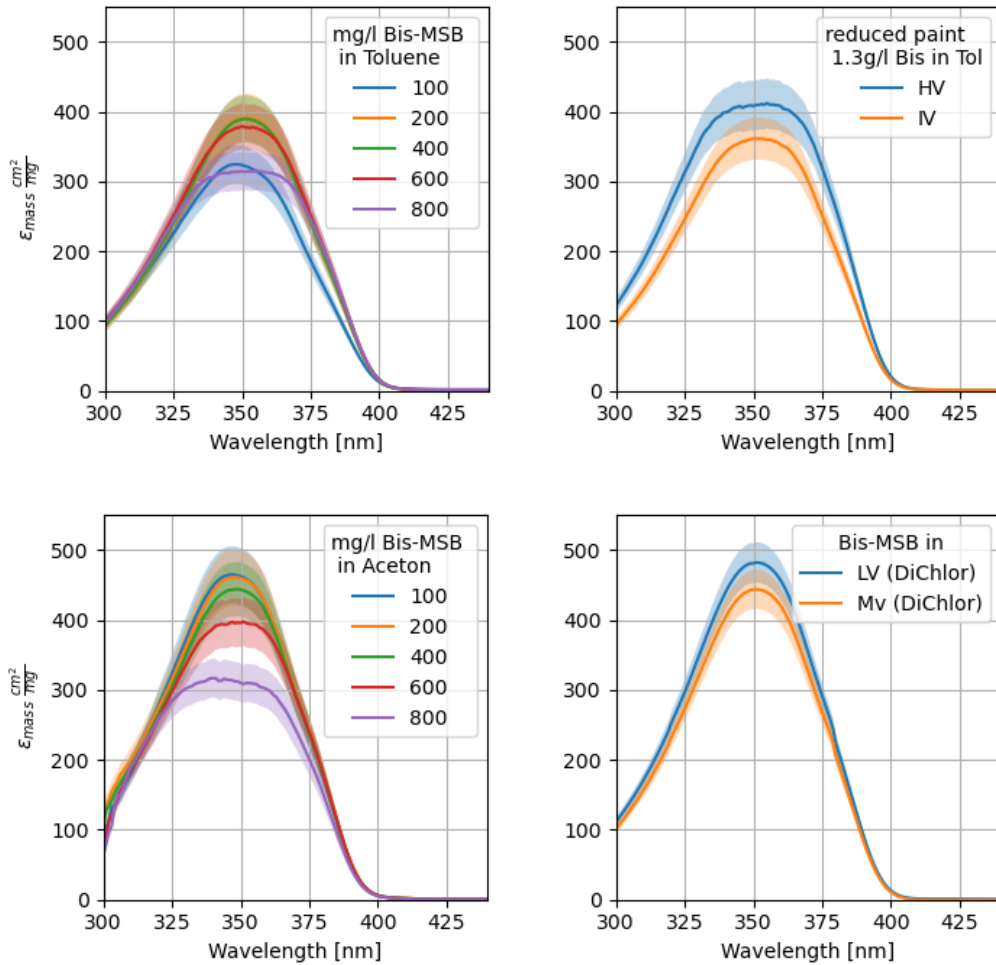 500
400
300
200
100
0
ε_mass cm²/mg
mg/l Bis-MSB
in Toluene
100
200
400
600
800
300 325 350 375 400 425
Wavelength [nm]
500
400
300
200
100
0
reduced paint
1.3g/l Bis in Tol
HV
IV
300 325 350 375 400 425
Wavelength [nm]
500
400
300
200
100
0
ε_mass cm²/mg
mg/l Bis-MSB
in Aceton
100
200
400
600
800
300 325 350 375 400 425
Wavelength [nm]
500
400
300
200
100
0
Bis-MSB in
LV (DiChlor)
Mv (DiChlor)
300 325 350 375 400 425
Wavelength [nm]